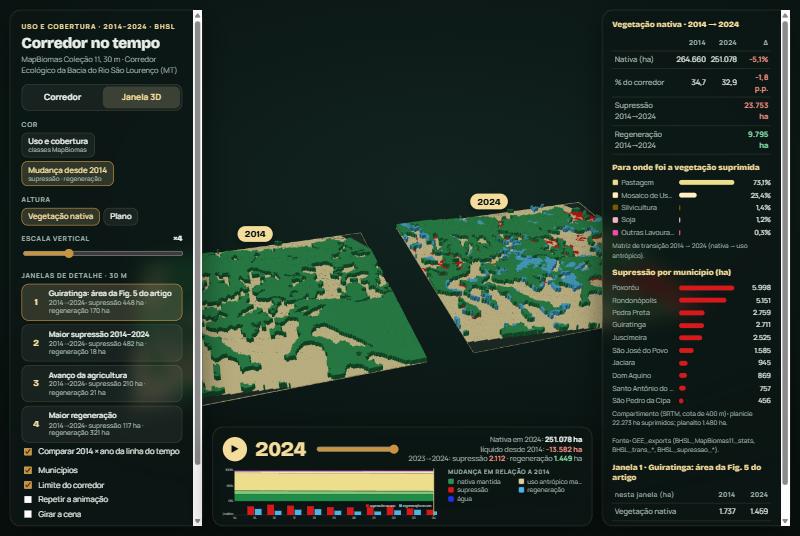 USO E COBERTURA · 2014–2024 · BHSL
Corredor no tempo
MapBiomas Coleção 11, 30 m · Corredor
Ecológico da Bacia do Rio São Lourenço (MT)
Corredor
Janela 3D
COR
Uso e cobertura
classes MapBiomas
Mudança desde 2014
supressão · regeneração
ALTURA
Vegetação nativa
Plano
ESCALA VERTICAL
×4
JANELAS DE DETALHE · 30 M
1
Guiratinga: área da Fig. 5 do artigo
2014→2024 · supressão 448 ha ·
regeneração 170 ha
2
Maior supressão 2014–2024
2014→2024 · supressão 482 ha ·
regeneração 18 ha
3
Avanço da agricultura
2014→2024 · supressão 210 ha ·
regeneração 21 ha
4
Maior regeneração
2014→2024 · supressão 117 ha ·
regeneração 321 ha
Comparar 2014 × ano da linha do tempo
Municípios
Limite do corredor
Repetir a animação
Girar a cena
2014
2024
2024
Nativa em 2024: 251.078 ha
líquido desde 2014: -13.582 ha
2023→2024: supressão 2.112 · regeneração 1.449 ha
MUDANÇA EM RELAÇÃO A 2014
nativa mantida
uso antrópico ma...
supressão
regeneração
água
Vegetação nativa · 2014 → 2024
2014 2024 Δ
Nativa (ha) 264.660 251.078 -5,1%
% do corredor 34,7 32,9 -1,8
p.p.
Supressão 23.753
2014→2024 ha
Regeneração 9.795
2014→2024 ha
Para onde foi a vegetação suprimida
Pastagem 73,1%
Mosaico de Us... 23,4%
Silvicultura 1,4%
Soja 1,2%
Outras Lavoura... 0,3%
Matriz de transição 2014 → 2024 (nativa → uso
antrópico).
Supressão por município (ha)
Poxoréu 5.998
Rondonópolis 5.151
Pedra Preta 2.759
Guiratinga 2.711
Juscimeira 2.525
São José do Povo 1.585
Jaciara 945
Dom Aquino 869
Santo Antônio do ... 757
São Pedro da Cipa 456
Compartimento (SRTM, cota de 400 m) · planície
22.273 ha suprimidos; planalto 1.480 ha.
Fonte · GEE_exports (BHSL_MapBiomas11_stats,
BHSL_trans_*, BHSL_supressao_*).
Janela 1 · Guiratinga: área da Fig. 5 do
artigo
nesta janela (ha) 2014 2024
Vegetação nativa 1.737 1.459